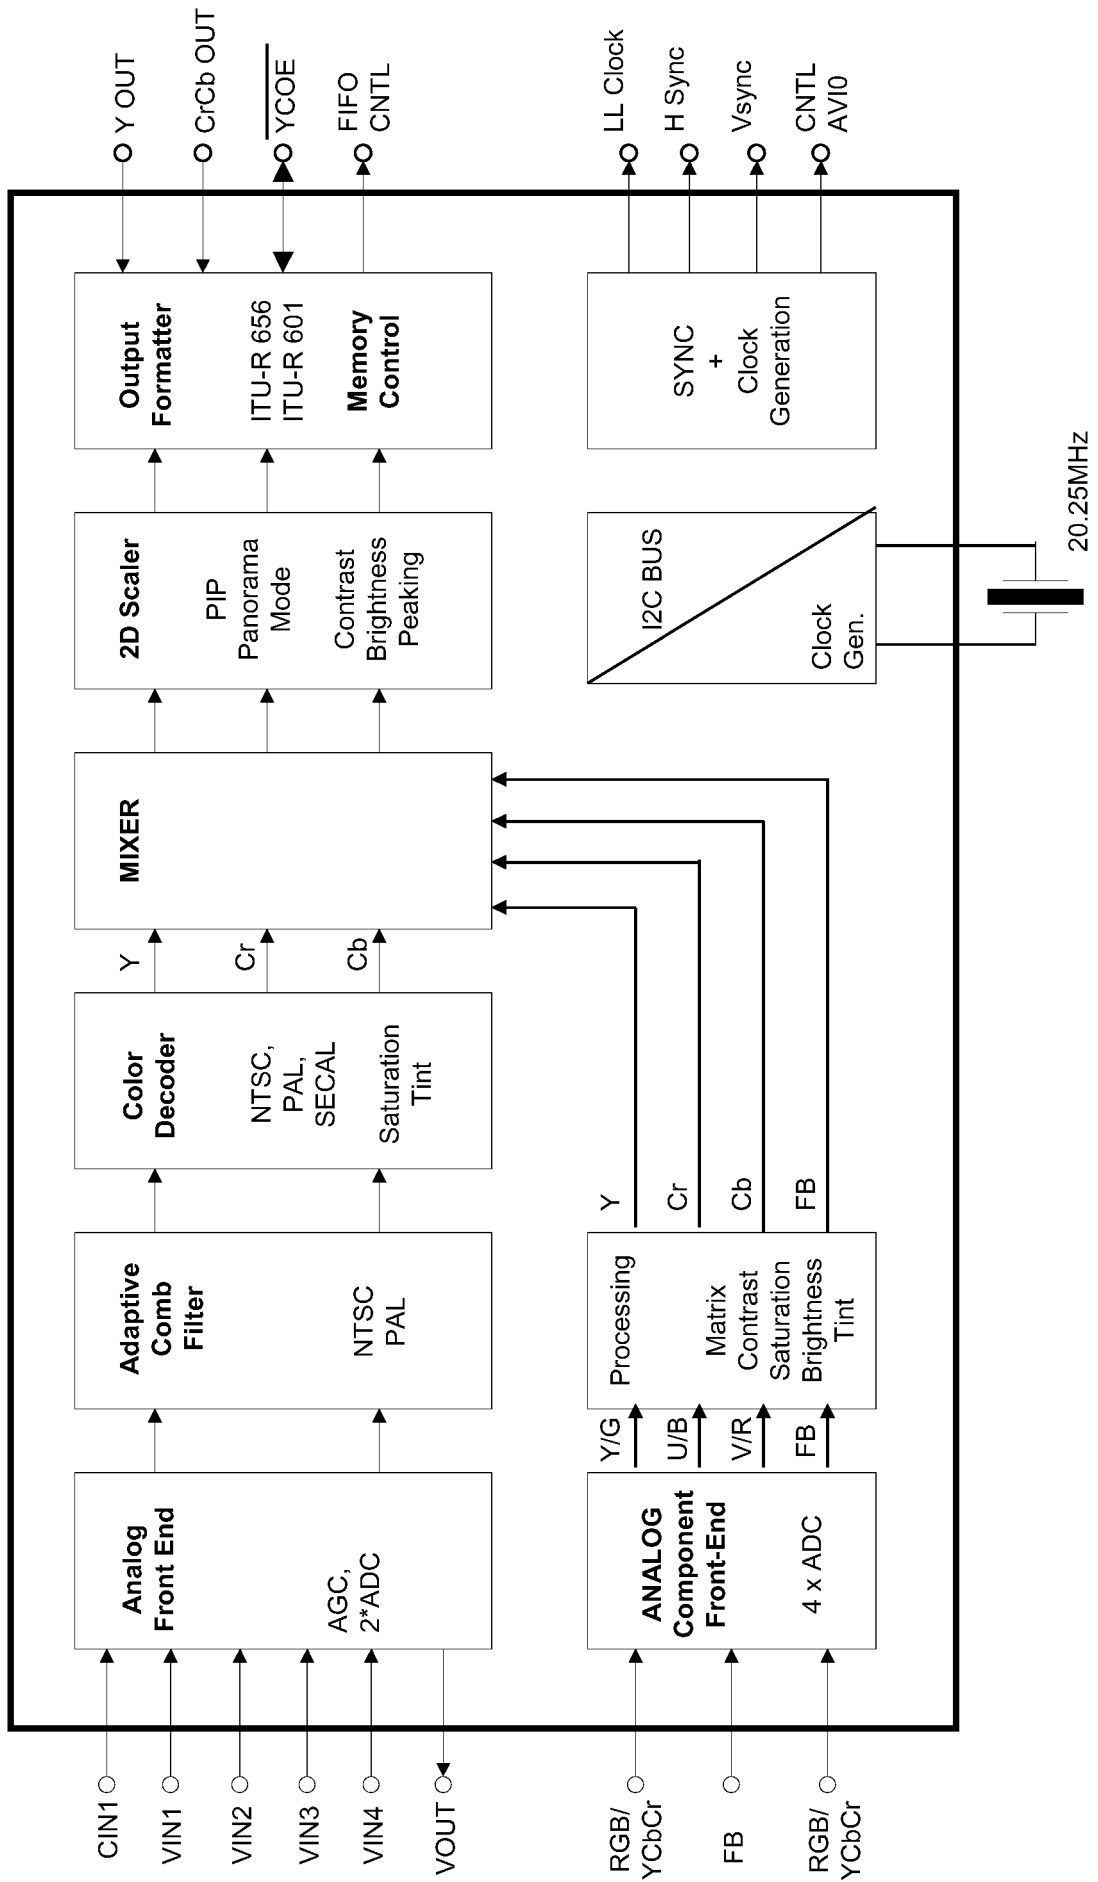 CIN1
VIN1
VIN2
VIN3
VIN4
VOUT
Analog
Front End
AGC,
2*ADC
Adaptive
Comb
Filter
NTSC
PAL
Color
Decoder
NTSC,
PAL,
SECAL
Saturation
Tint
Y
Cr
Cb
MIXER
2D Scaler
PIP
Panorama
Mode
Contrast
Brightness
Peaking
Output
Formatter
ITU-R 656
ITU-R 601
Memory
Control
Y OUT
CrCb OUT
YCOE
FIFO
CNTL
RGB/
YCbCr
FB
RGB/
YCbCr
ANALOG
Component
Front-End
4 x ADC
Y/G
U/B
V/R
FB
Processing
Matrix
Contrast
Saturation
Brightness
Tint
Y
Cr
Cb
FB
I2C BUS
Clock
Gen.
20.25MHz
SYNC
+
Clock
Generation
LL Clock
H Sync
Vsync
CNTL
AVI0